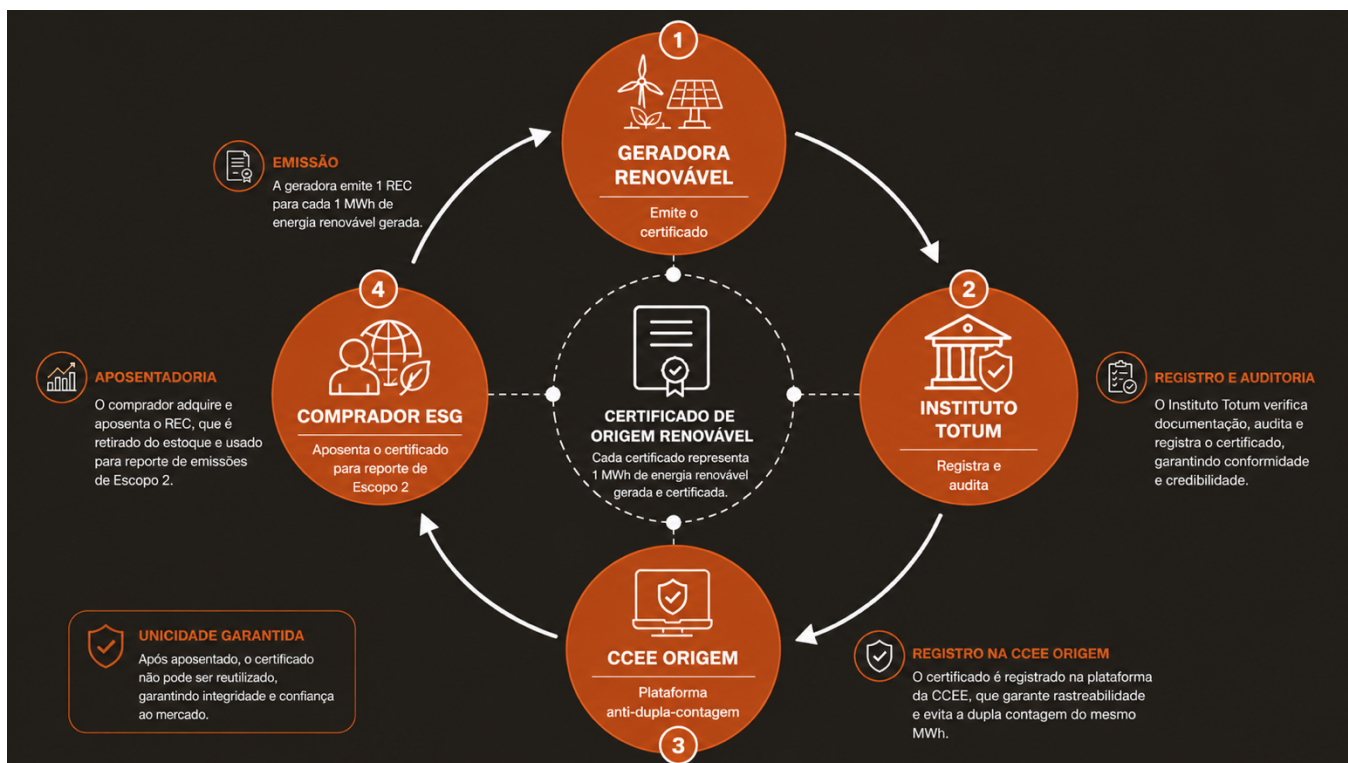 1
GERADORA
RENOVÁVEL
Emite o
certificado
EMISSÃO
A geradora emite 1 REC
para cada 1 MWh de
energia renovável gerada.
2
INSTITUTO
TOTUM
Registra e
audita
REGISTRO E AUDITORIA
O Instituto Totum verifica
documentação, audita e
registra o certificado,
garantindo conformidade
e credibilidade.
CERTIFICADO DE
ORIGEM RENOVÁVEL
Cada certificado representa
1 MWh de energia renovável
gerada e certificada.
4
COMPRADOR ESG
Aposenta o certificado
para reporte de
Escopo 2
APOSENTADORIA
O comprador adquire e
aposenta o REC, que é
retirado do estoque e usado
para reporte de emissões
de Escopo 2.
CCEE ORIGEM
Plataforma
anti-dupla-contagem
3
REGISTRO NA CCEE ORIGEM
O certificado é registrado na plataforma
da CCEE, que garante rastreabilidade
e evita a dupla contagem do mesmo
MWh.
UNICIDADE GARANTIDA
Após aposentado, o certificado
não pode ser reutilizado,
garantindo integridade e confiança
ao mercado.